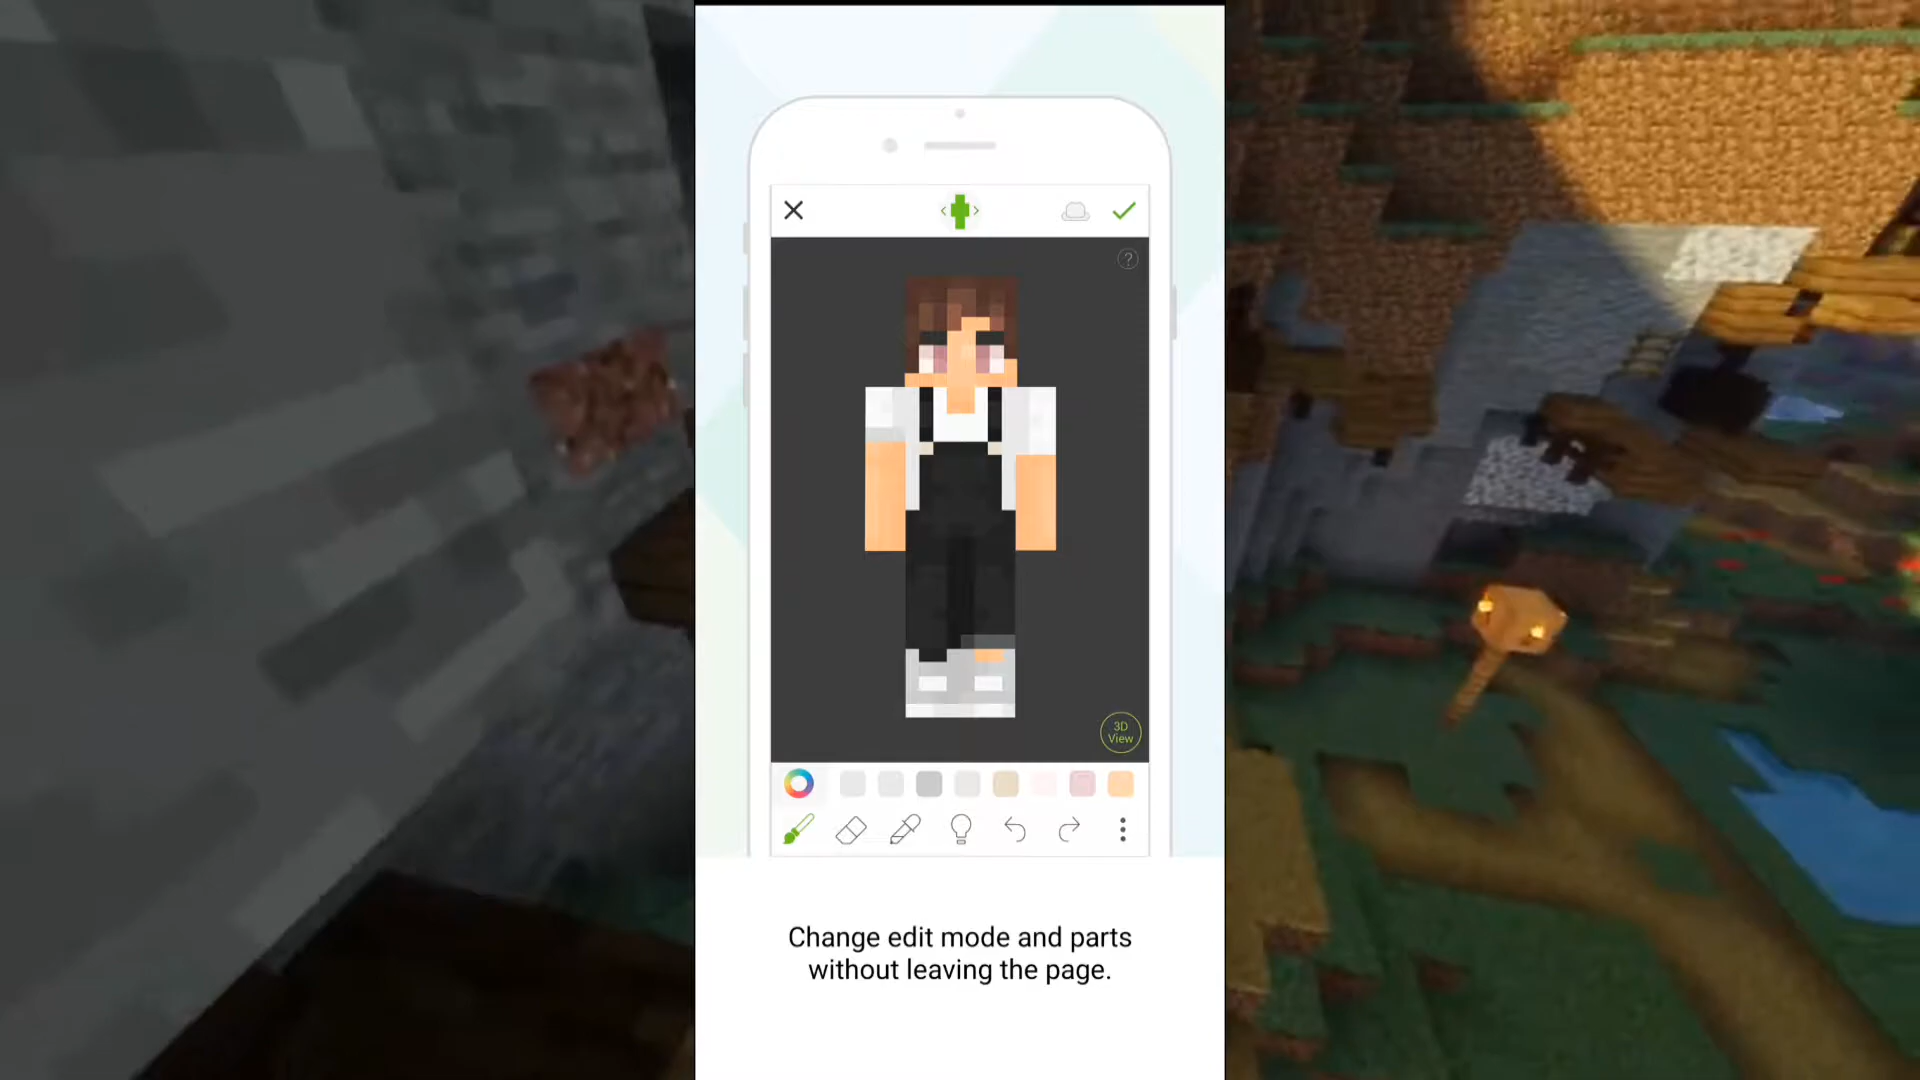 ?
3D
View
Change edit mode and parts
without leaving the page.